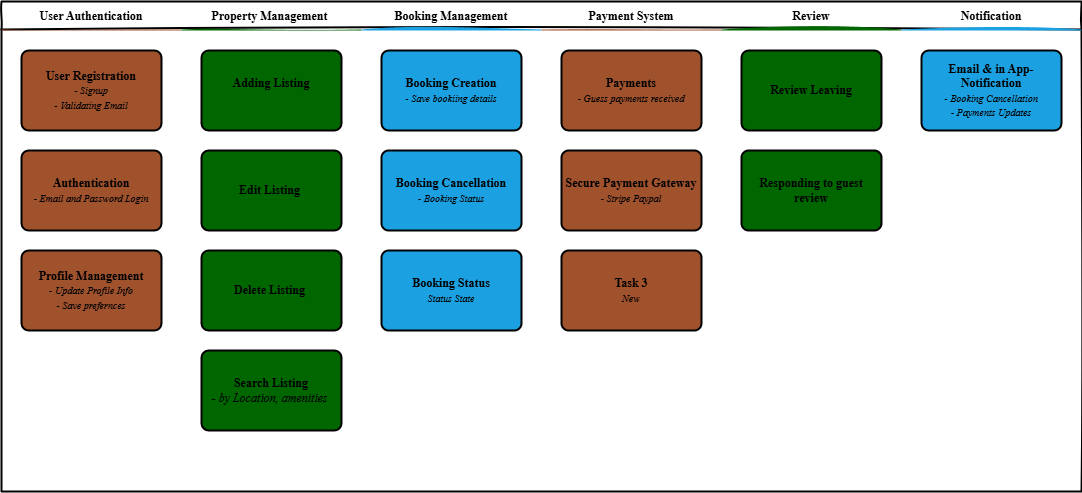 User Authentication
Property Management
Booking Management
Payment System
Review
Notification
User Registration
- Signup
- Validating Email
Authentication
- Email and Password Login
Profile Management
- Update Profile Info
- Save prefernces
Adding Listing
Edit Listing
Delete Listing
Search Listing
- by Location, amenities
Booking Creation
- Save bookiing details
Booking Cancellation
- Booking Status
Booking Status
Status State
Payments
- Guess payments received
Secure Payment Gateway
- Stripe Paypal
Task 3
New
Review Leaving
Responding to guest
review
Email & in App-
Notification
- Booking Cancellation
- Payments Updates